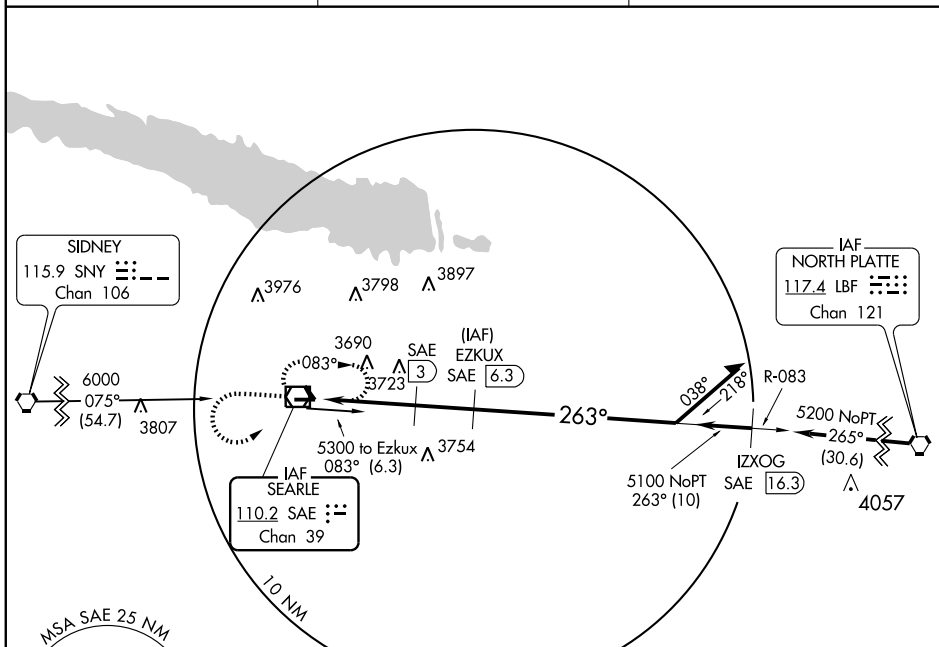 SIDNEY
115.9 SNY
Chan 106
IAF
NORTH PLATTE
117.4 LBF
Chan 121
3976
3798
3897
3690
083°
3723
SAE
3
(IAF)
EZKUX
SAE 6.3
6000
075°
(54.7)
3807
263°
038°
218°
R-083
5200 NoPT
265°
(30.6)
4057
5300 to Ezkux
083° (6.3)
3754
5100 NoPT
263° (10)
IZXOG
SAE 16.3
IAF
SEARLE
110.2 SAE
Chan 39
10 NM
MSA SAE 25 NM